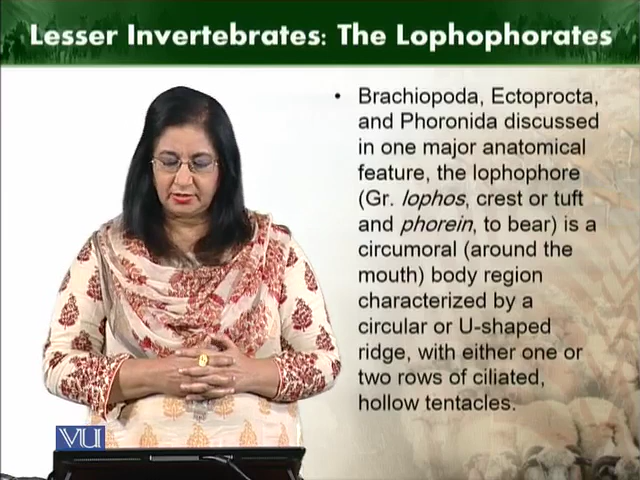 Lesser Invertebrates: The Lophophorates
• Brachiopoda, Ectoprocta,
and Phoronida discussed
in one major anatomical
feature, the lophophore
(Gr. lophos, crest or tuft
and phorein, to bear) is a
circumoral (around the
mouth) body region
characterized by a
circular or U-shaped
ridge, with either one or
two rows of ciliated,
hollow tentacles.
VU